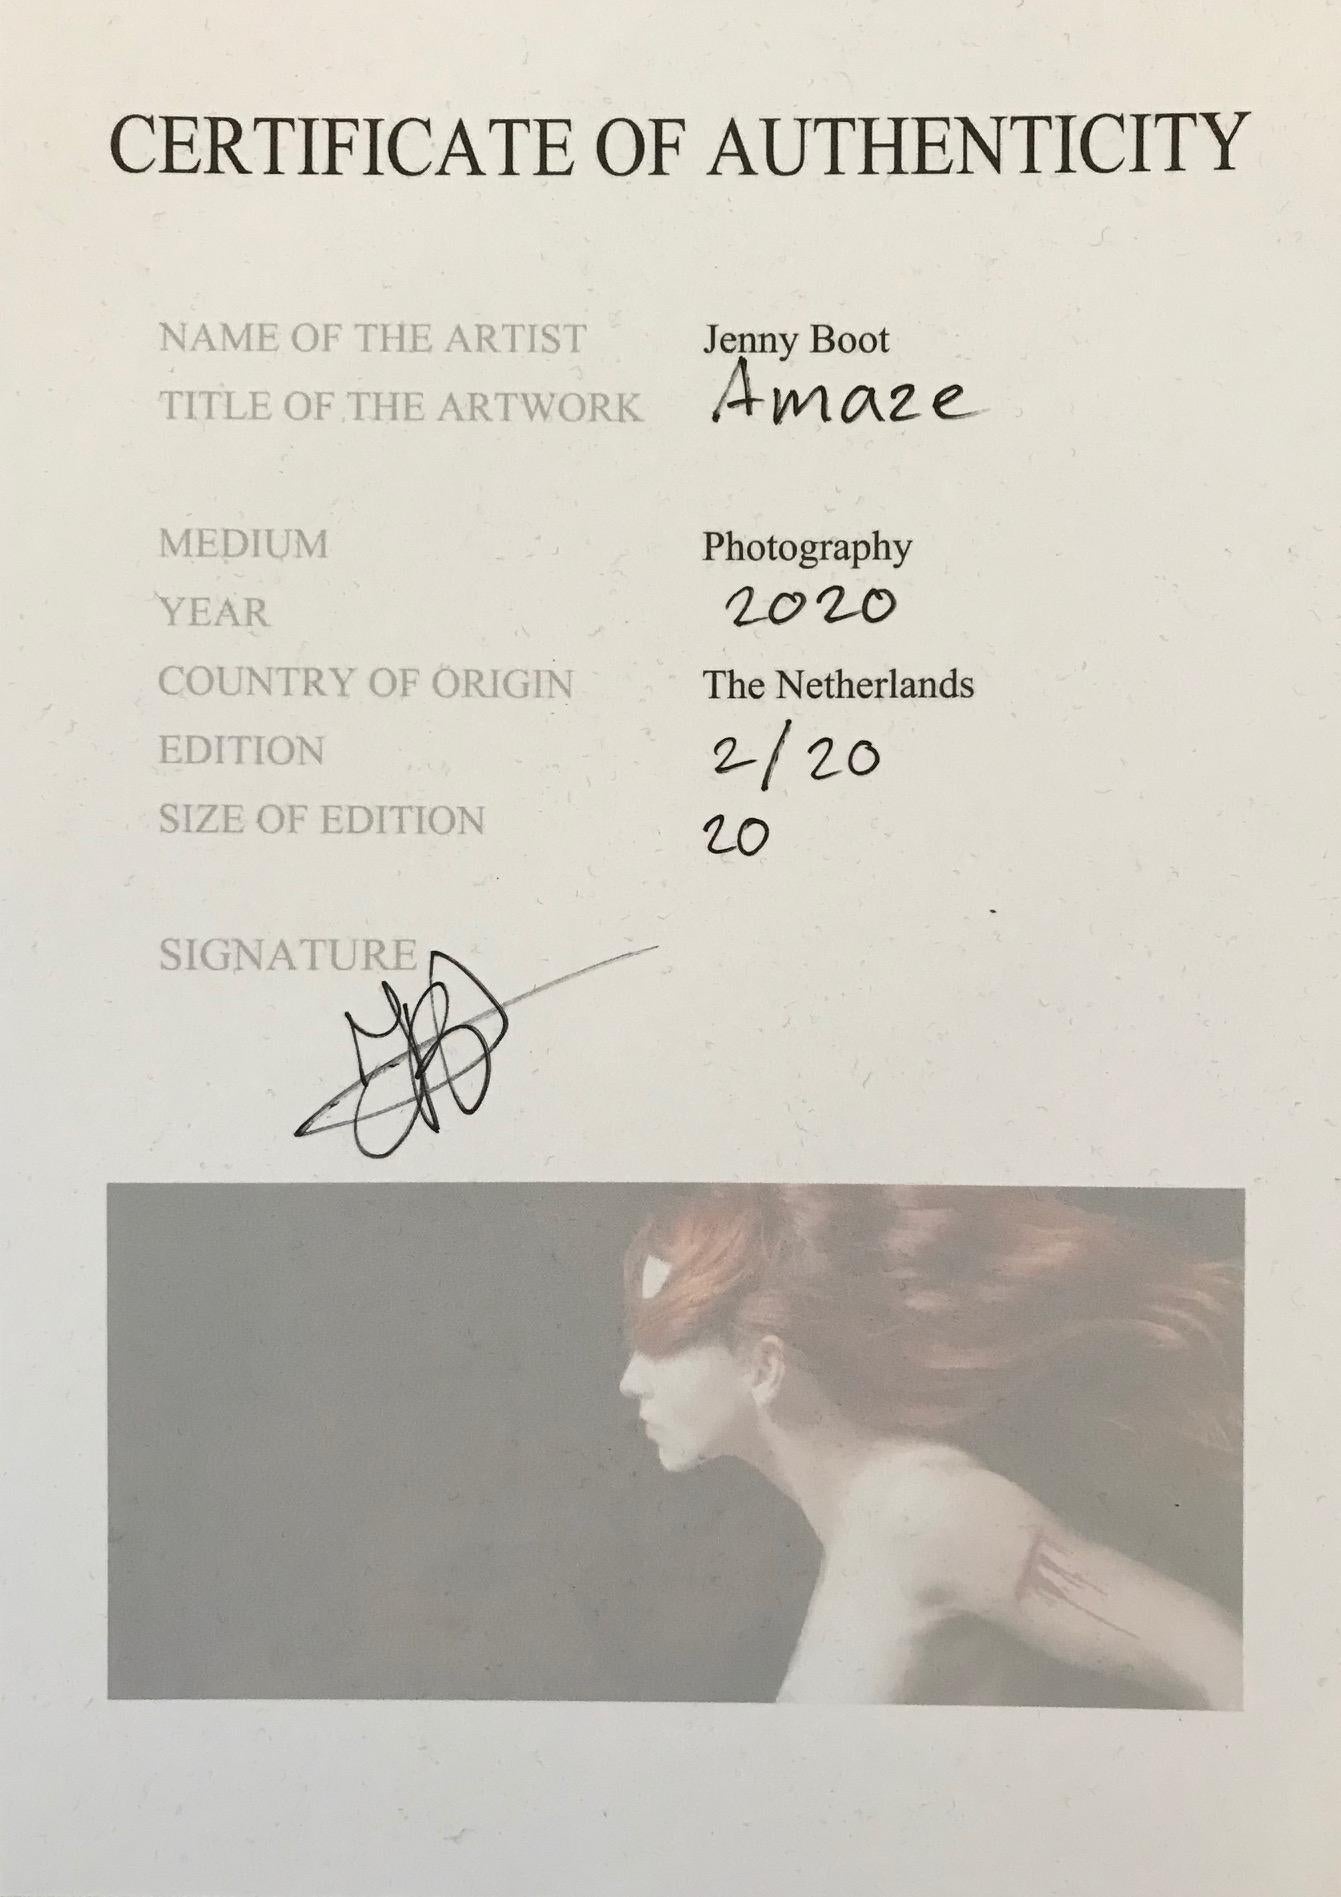 CERTIFICATE OF AUTHENTICITY
NAME OF THE ARTIST Jenny Boot
TITLE OF THE ARTWORK Amaze
MEDIUM Photography
YEAR 2020
COUNTRY OF ORIGIN The Netherlands
EDITION 2/20
SIZE OF EDITION 20
SIGNATURE